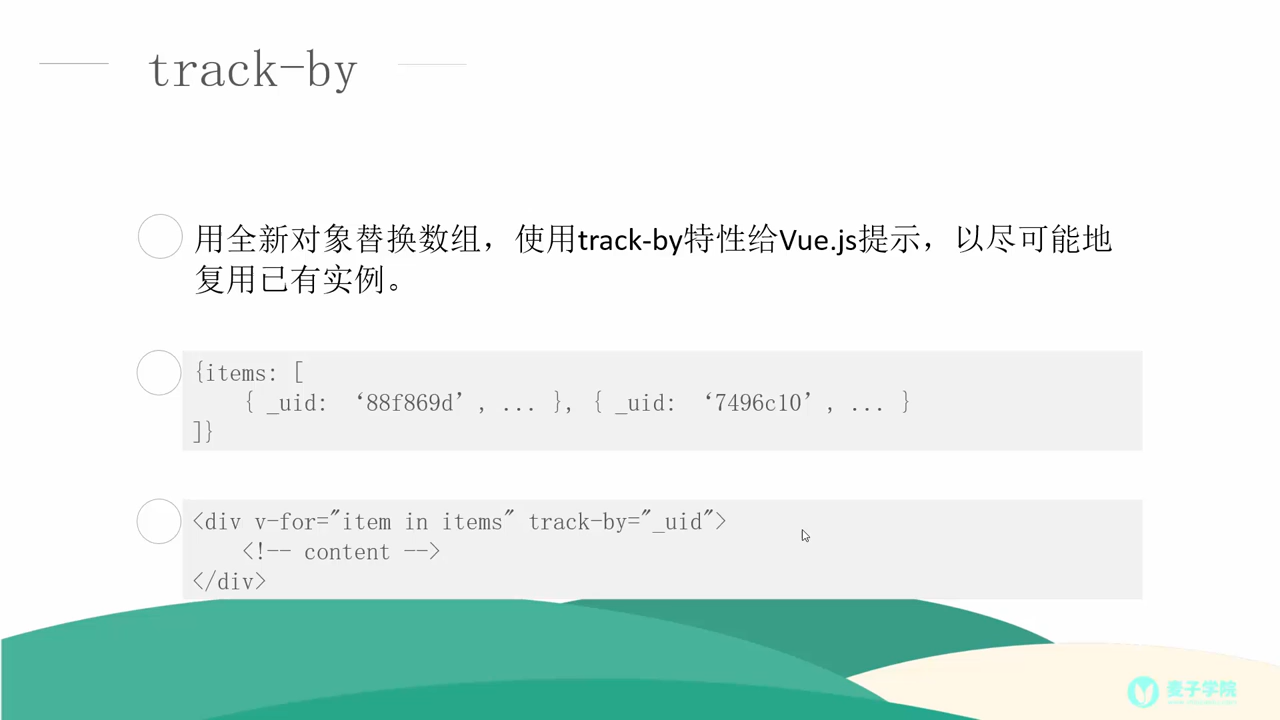 track-by
用全新对象替换数组，使用track-by特性给Vue.js提示，以尽可能地
复用已有实例。
{items: [
{ _uid: ‘88f869d’, ... }, { _uid: ‘7496c10’, ... }
]}
<div v-for="item in items" track-by="_uid">
<!-- content -->
</div>
麦子学院